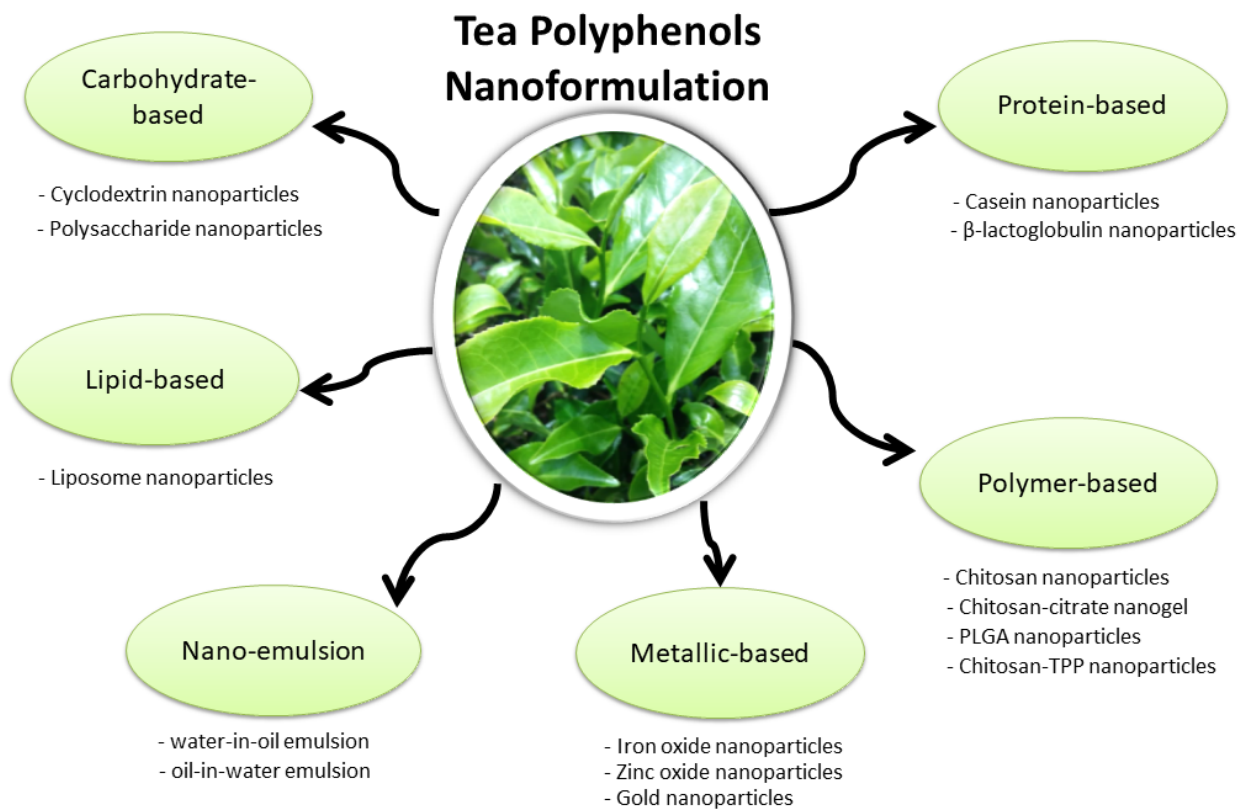 Tea Polyphenols
Nanoformulation
Carbohydrate-
based
- Cyclodextrin nanoparticles
- Polysaccharide nanoparticles
Protein-based
- Casein nanoparticles
- β-lactoglobulin nanoparticles
Lipid-based
- Liposome nanoparticles
Polymer-based
- Chitosan nanoparticles
- Chitosan-citrate nanogel
- PLGA nanoparticles
- Chitosan-TPP nanoparticles
Nano-emulsion
- water-in-oil emulsion
- oil-in-water emulsion
Metallic-based
- Iron oxide nanoparticles
- Zinc oxide nanoparticles
- Gold nanoparticles